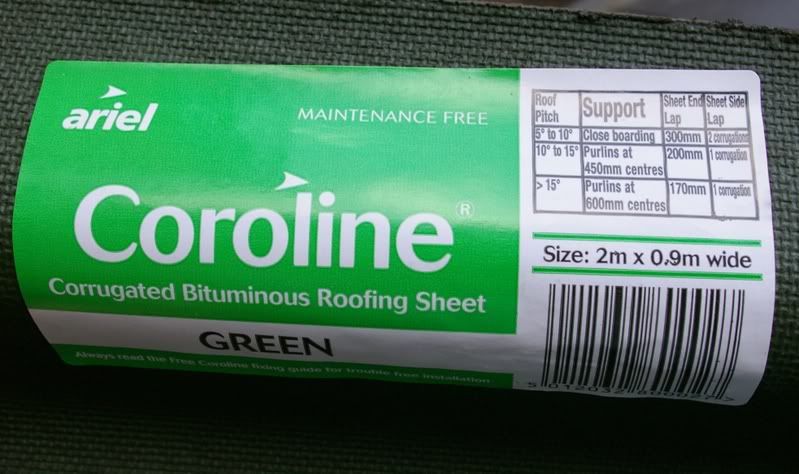 ariel
MAINTENANCE FREE
Coroline®
Corrugated Bituminous Roofing Sheet
GREEN
Always read the Free Coroline fixing guide for trouble free installation
Roof Pitch Support Sheet End Lap Sheet Side Lap
5° to 10° Close boarding 300mm 2 corrugations
10° to 15° Purlins at 450mm centres 200mm 1 corrugation
> 15° Purlins at 600mm centres 170mm 1 corrugation
Size: 2m x 0.9m wide